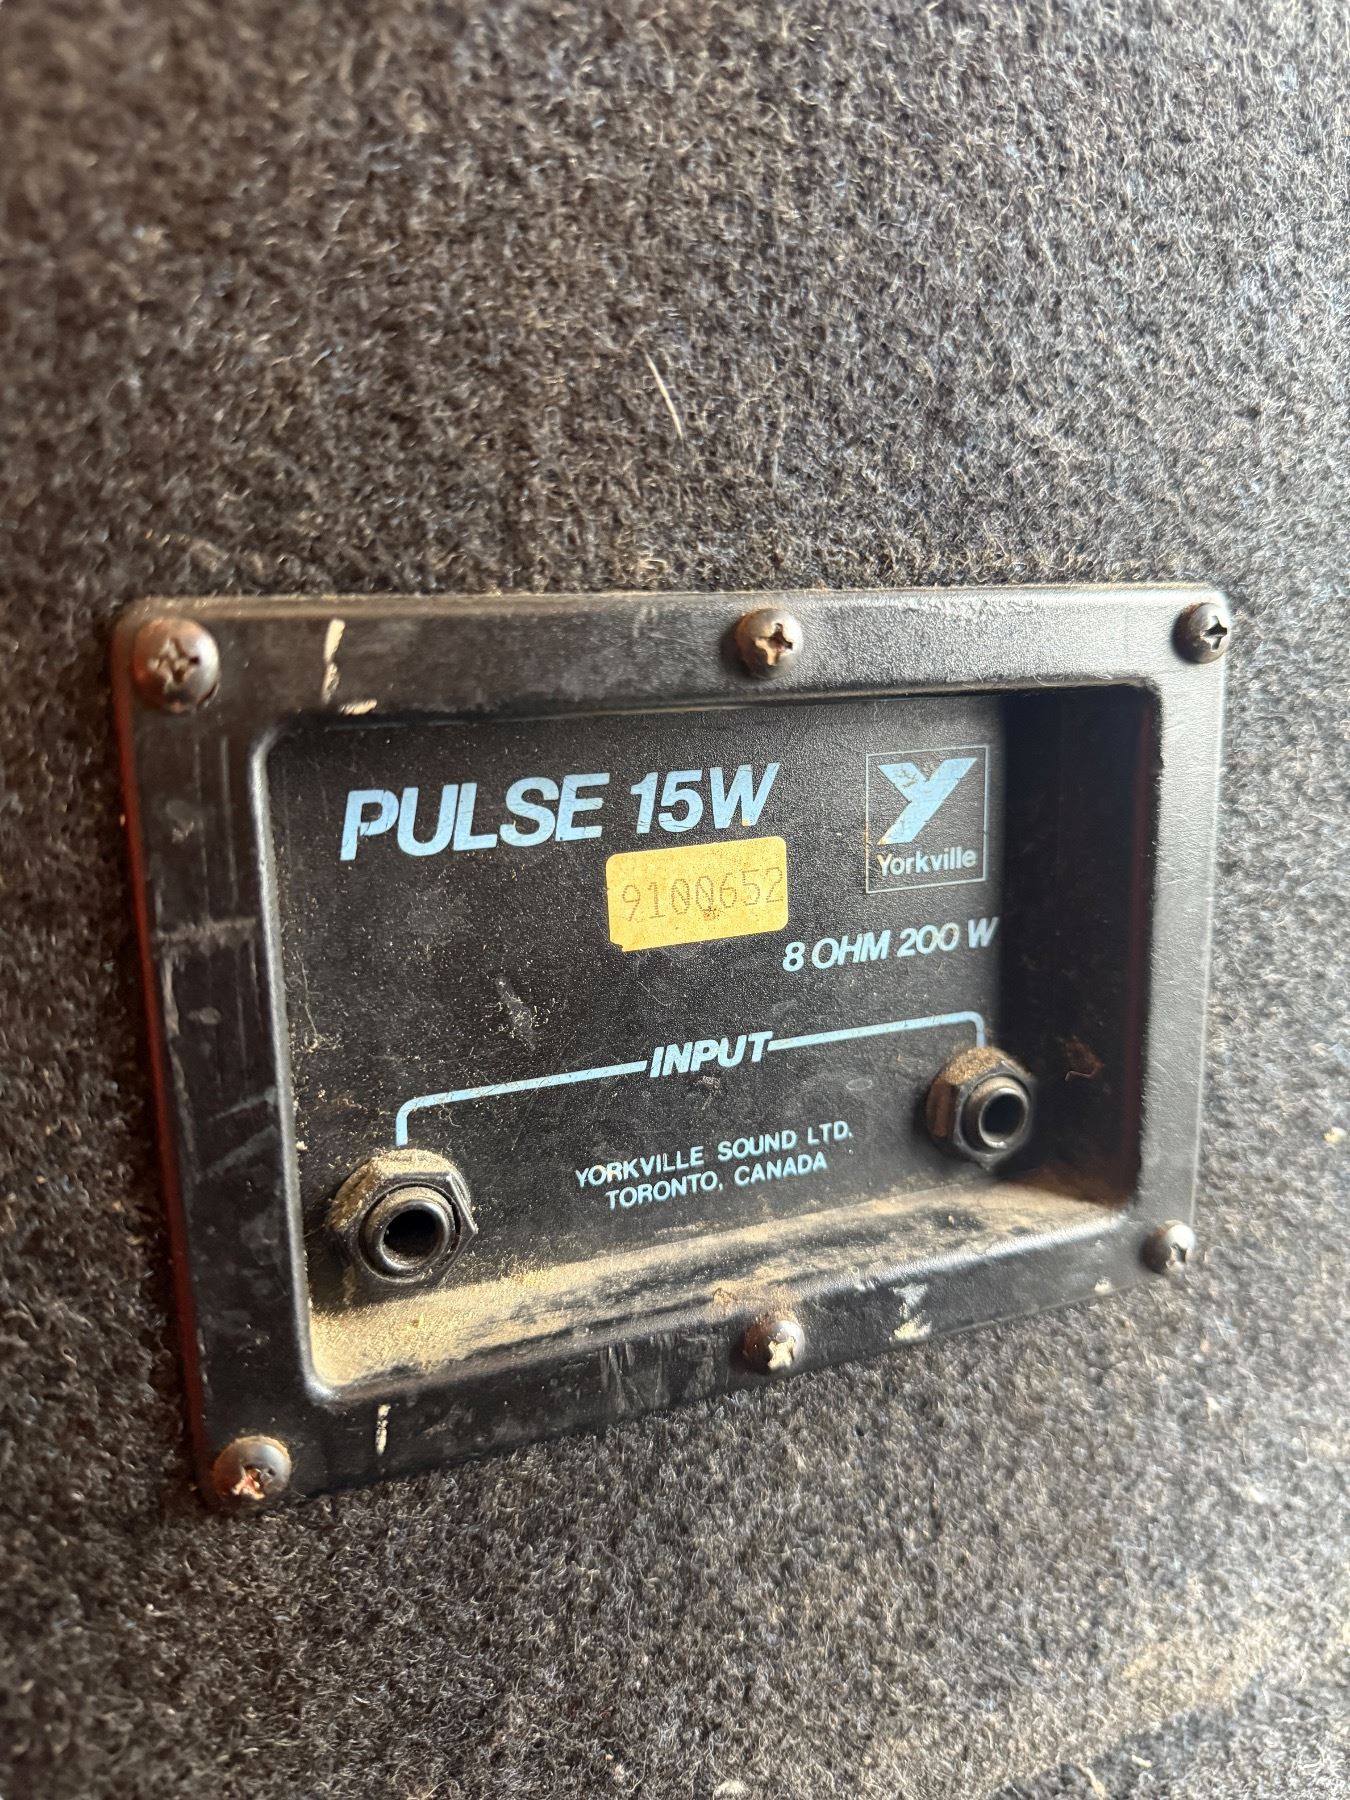 PULSE 15W
Yorkville
9100652
8 OHM 200 W
INPUT
YORKVILLE SOUND LTD.
TORONTO, CANADA